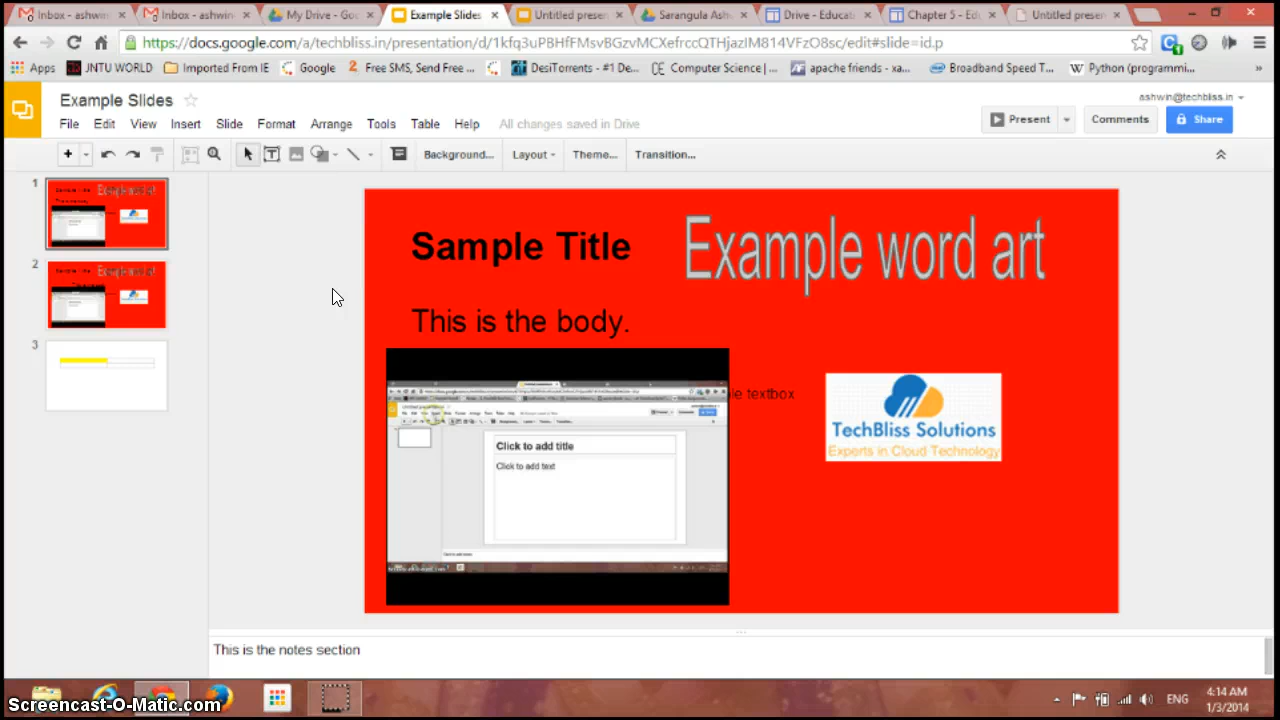 Inbox - ashwin
Inbox - ashwin
My Drive - Go
Example Slides
Untitled presen
Sarangula Ash
Drive - Educat
Chapter 5 - Ed
Untitled presen
https://docs.google.com/a/techbliss.in/presentation/d/1kfq3uPBHfFMsvBGzvMCXefrccQTHjazIM814VFzO8sc/edit#slide=id.p
Apps
JNTU WORLD
Imported From IE
Google
Free SMS, Send Free ...
DesiTorrents - #1 De...
Computer Science | ...
apache friends - xa...
Broadband Speed T...
Python (programmi...
Example Slides
ashwin@techbliss.in
File Edit View Insert Slide Format Arrange Tools Table Help All changes saved in Drive
Present
Comments
Share
Background... Layout Theme... Transition...
1
2
3
Sample Title
Example word art
This is the body.
textbox
Click to add title
Click to add text
TechBliss Solutions
Experts in Cloud Technology
This is the notes section
Screencast-O-Matic.com
ENG
4:14 AM
1/3/2014